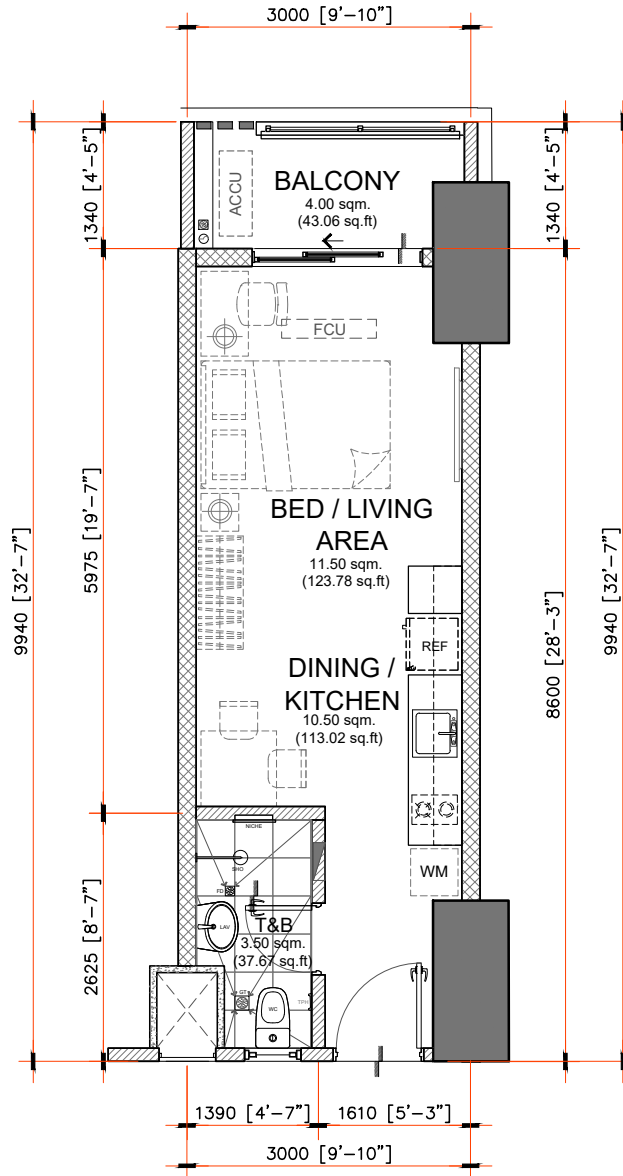 3000 [9'-10"]
1340 [4'-5"]
1340 [4'-5"]
BALCONY
4.00 sqm.
(43.06 sq.ft)
ACCU
FCU
5975 [19'-7"]
9940 [32'-7"]
8600 [28'-3"]
9940 [32'-7"]
BED / LIVING
AREA
11.50 sqm.
(123.78 sq.ft)
DINING /
KITCHEN
10.50 sqm.
(113.02 sq.ft)
REF
WM
2625 [8'-7"]
NICHE
SHO
FD
LAV
T&B
3.50 sqm.
(37.67 sq.ft)
GT
WC
TPH
1390 [4'-7"]
1610 [5'-3"]
3000 [9'-10"]